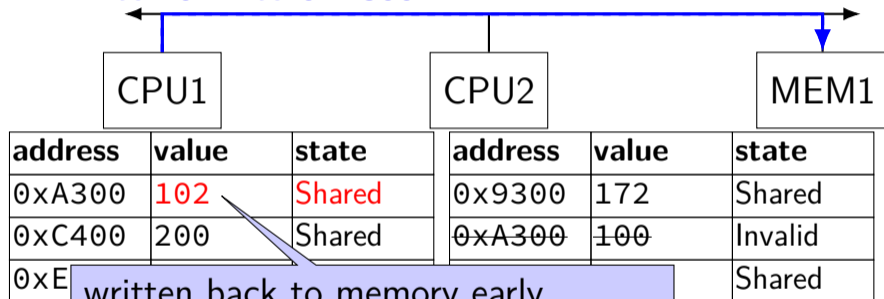 CPU1 CPU2 MEM1
address value state address value state
0xA300 102 Shared 0x9300 172 Shared
0xC400 200 Shared 0xA300 100 Invalid
0xE Shared
written back to memory early